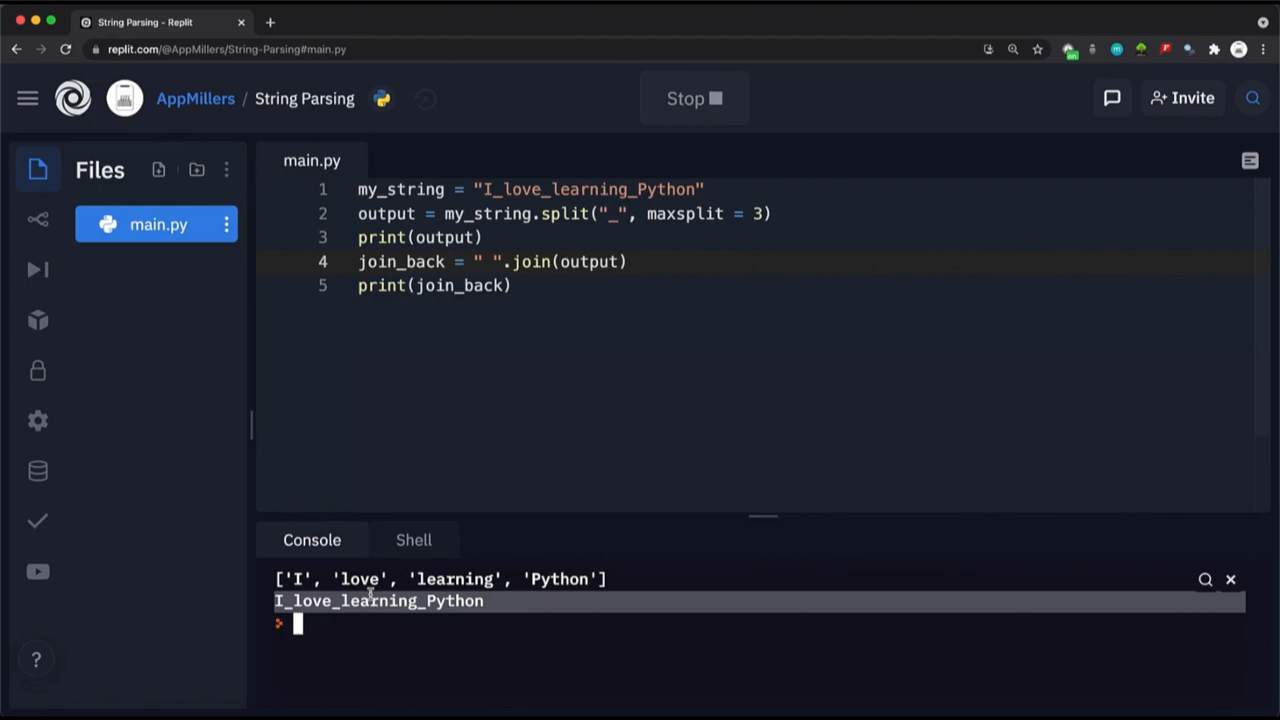 String Parsing - Replit
replit.com/@AppMillers/String-Parsing#main.py
AppMillers / String Parsing
Stop
Invite
Files
main.py
main.py
1 my_string = "I_love_learning_Python"
2 output = my_string.split("_", maxsplit = 3)
3 print(output)
4 join_back = " ".join(output)
5 print(join_back)
Console
Shell
['I', 'love', 'learning', 'Python']
I_love_learning_Python
>
?